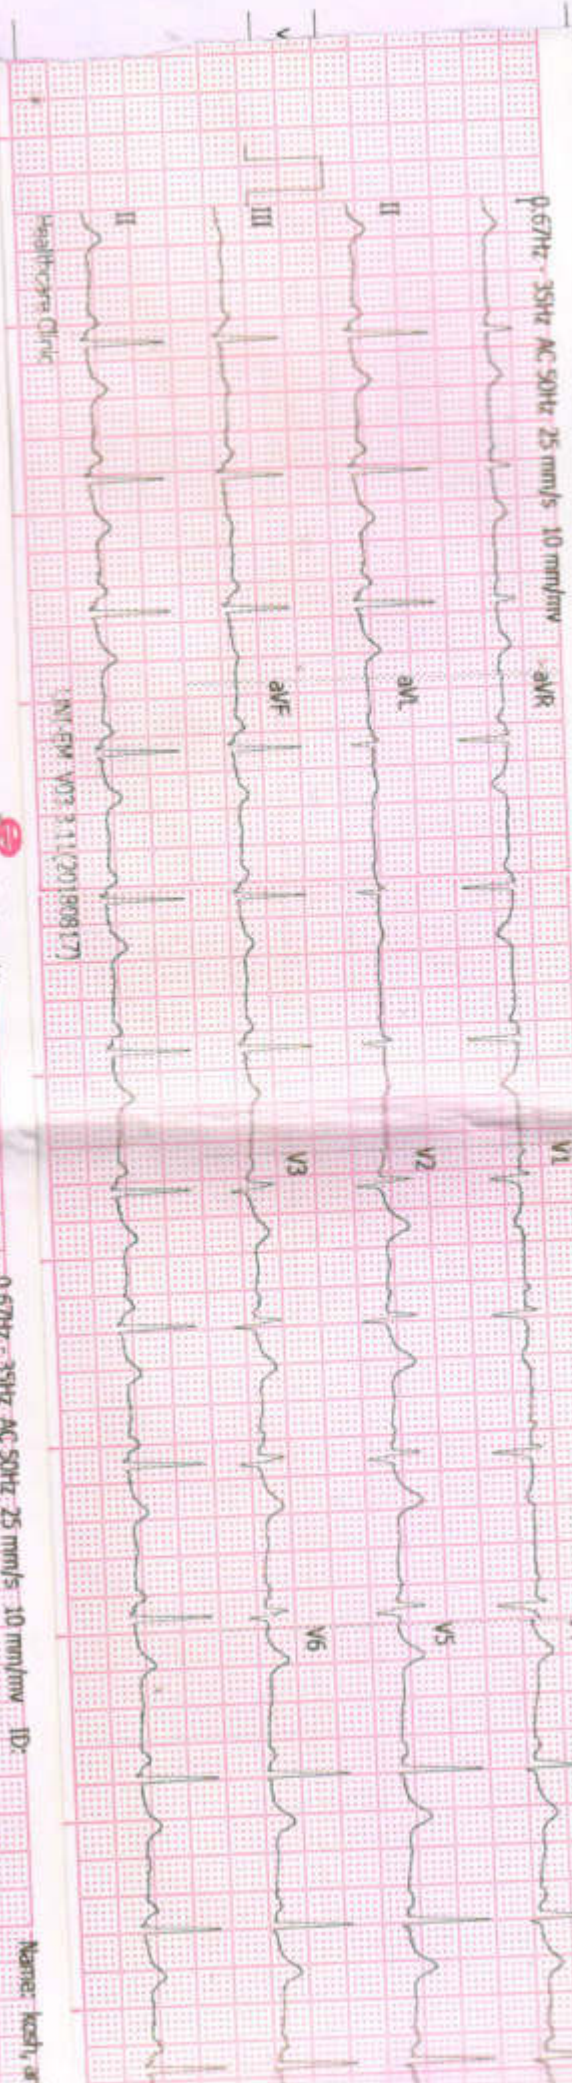 0.67Hz - 35Hz AC 50Hz 25 mm/s 10 mm/mv
aVR
V1
II
aVL
V2
V5
III
aVF
V3
V6
II
Healthcare Clinic
0.67Hz - 35Hz AC 50Hz 25 mm/s 10 mm/mv ID:
Name: